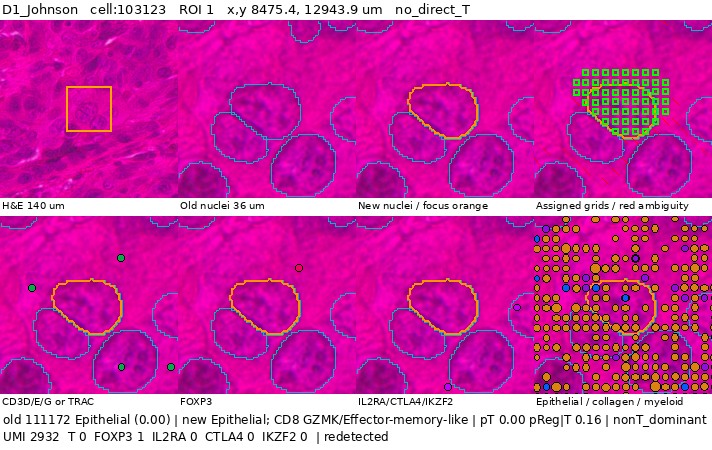 D1_Johnson cell:103123 ROI 1 x,y 8475.4, 12943.9 um no_direct_T
H&E 140 um
Old nuclei 36 um
New nuclei / focus orange
Assigned grids / red ambiguity
CD3D/E/G or TRAC
FOXP3
IL2RA/CTLA4/IKZF2
Epithelial / collagen / myeloid
old 111172 Epithelial (0.00) | new Epithelial; CD8 GZMK/Effector-memory-like | pT 0.00 pReg|T 0.16 | nonT_dominant
UMI 2932 T 0 FOXP3 1 IL2RA 0 CTLA4 0 IKZF2 0 | redetected